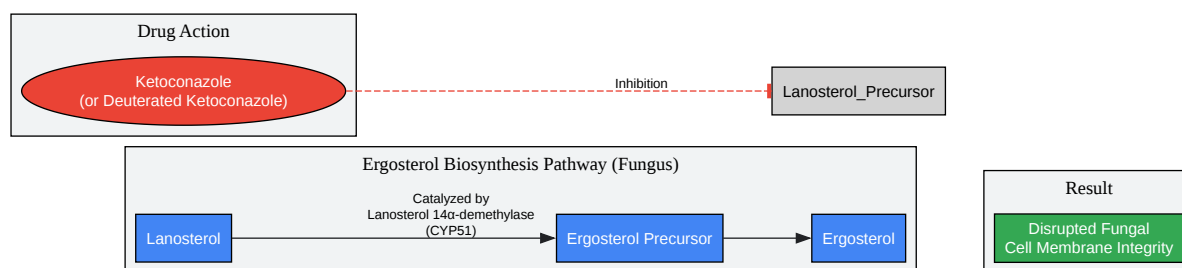 Drug Action
Ketoconazole
(or Deuterated Ketoconazole)
Inhibition
Lanosterol_Precursor
Ergosterol Biosynthesis Pathway (Fungus)
Lanosterol
Catalyzed by
Lanosterol 14α-demethylase
(CYP51)
Ergosterol Precursor
Ergosterol
Result
Disrupted Fungal
Cell Membrane Integrity